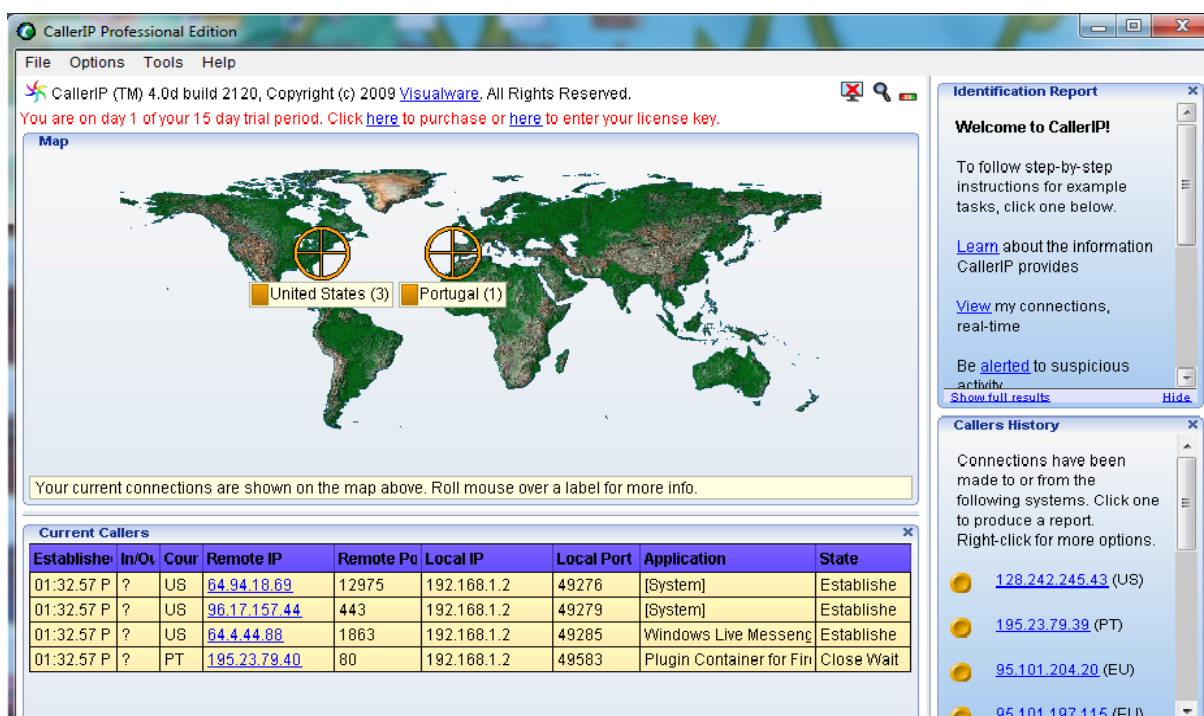 CallerIP Professional Edition
File Options Tools Help
CallerIP (TM) 4.0d build 2120, Copyright (c) 2009 Visualware. All Rights Reserved.
You are on day 1 of your 15 day trial period. Click here to purchase or here to enter your license key.
Map
United States (3)
Portugal (1)
Your current connections are shown on the map above. Roll mouse over a label for more info.
Current Callers
Establishe In/Ou Cour Remote IP Remote Po Local IP Local Port Application State
01:32.57 P ? US 64.94.18.69 12975 192.168.1.2 49276 [System] Establishe
01:32.57 P ? US 96.17.157.44 443 192.168.1.2 49279 [System] Establishe
01:32.57 P ? US 64.4.44.88 1863 192.168.1.2 49285 Windows Live Messeng Establishe
01:32.57 P ? PT 195.23.79.40 80 192.168.1.2 49583 Plugin Container for Fir Close Wait
Identification Report
Welcome to CallerIP!
To follow step-by-step
instructions for example
tasks, click one below.
Learn about the information
CallerIP provides
View my connections,
real-time
Be alerted to suspicious
activity
Show full results Hide
Callers History
Connections have been
made to or from the
following systems. Click one
to produce a report.
Right-click for more options.
128.242.245.43 (US)
195.23.79.39 (PT)
95.101.204.20 (EU)
95.101.197.115 (EU)